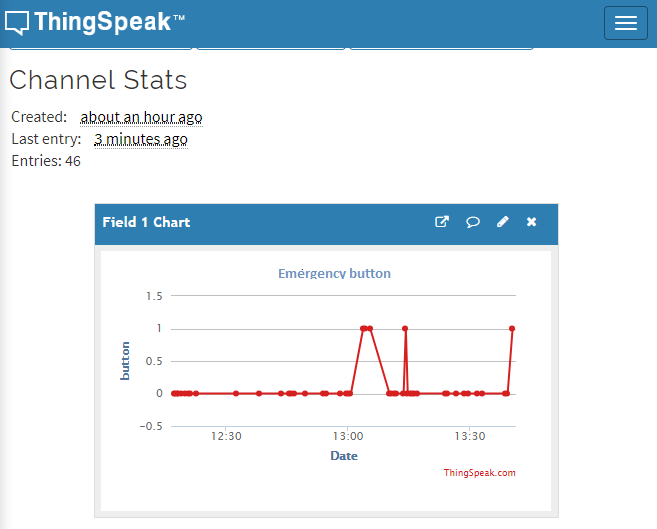 ThingSpeak™
Channel Stats
Created: about an hour ago
Last entry: 3 minutes ago
Entries: 46
Field 1 Chart
Emergency button
1.5
1
0.5
0
-0.5
button
12:30 13:00 13:30
Date
ThingSpeak.com